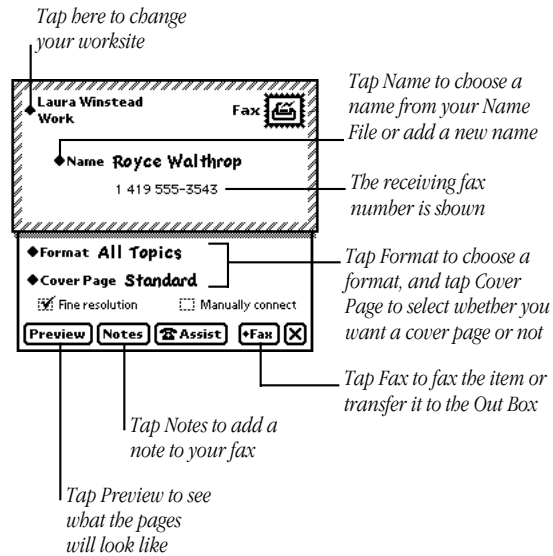 Tap here to change
your worksite
Laura Winstead
Work
Fax
Tap Name to choose a
name from your Name
File or add a new name
◆Name Royce Walthrop
1 419 555-3543
The receiving fax
number is shown
◆Format All Topics
◆Cover Page Standard
Tap Format to choose a
format, and tap Cover
Page to select whether you
want a cover page or not
Fine resolution
Manually connect
Preview Notes Assist ◆Fax X
Tap Fax to fax the item or
transfer it to the Out Box
Tap Notes to add a
note to your fax
Tap Preview to see
what the pages
will look like